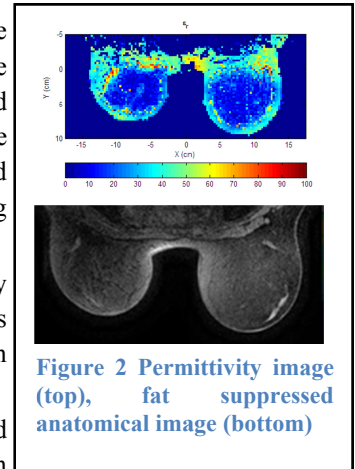 e
e
d
e
d
g
y
s
n
d
n
εr
Y (cm)
-5
0
5
10
-15 -10 -5 0 5 10 15
X (cm)
0 10 20 30 40 50 60 70 80 90 100
Figure 2 Permittivity image
(top), fat suppressed
anatomical image (bottom)